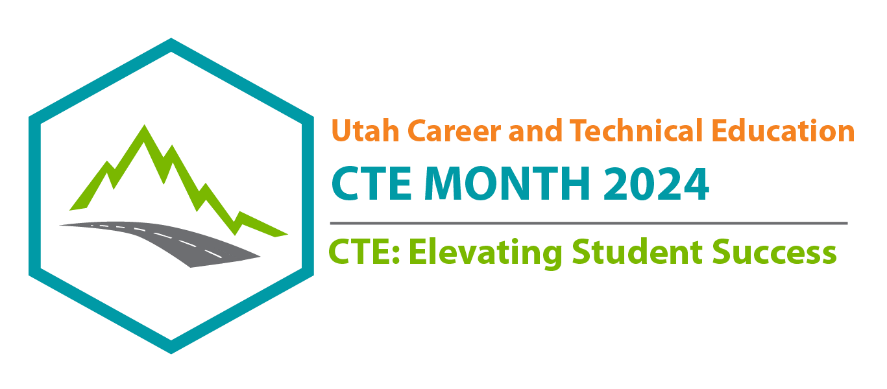 Utah Career and Technical Education
CTE MONTH 2024
CTE: Elevating Student Success